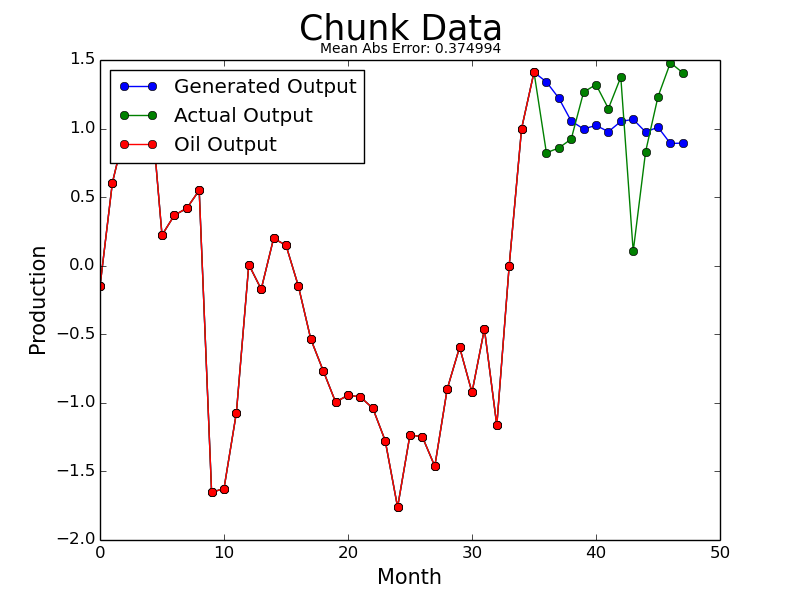 Chunk Data
Mean Abs Error: 0.374994
Generated Output
Actual Output
Oil Output
1.5
1.0
0.5
0.0
−0.5
−1.0
−1.5
−2.0
Production
0 10 20 30 40 50
Month